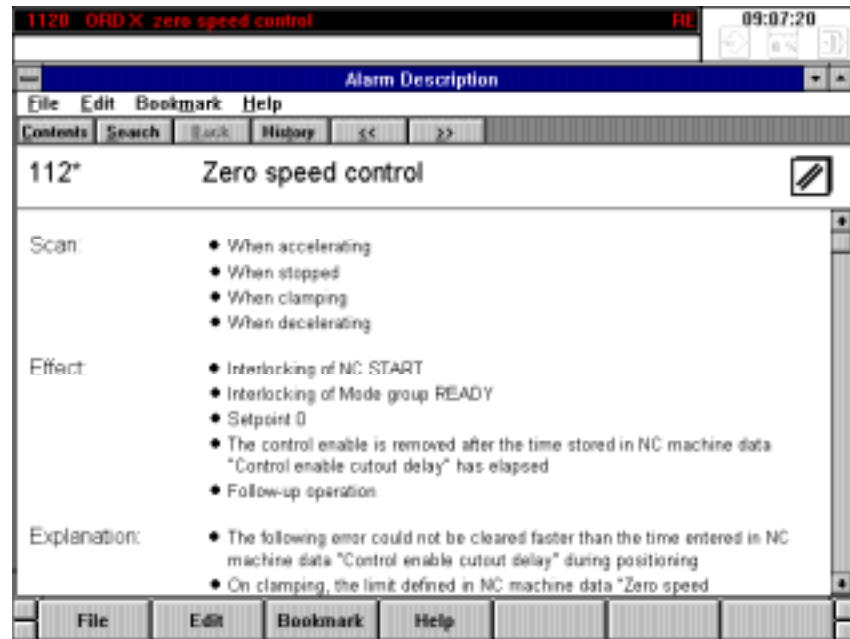 1120 ORD X zero speed control RE
09:07:20
Alarm Description
File Edit Bookmark Help
Contents Search Back History << >>
112* Zero speed control
Scan:
• When accelerating
• When stopped
• When clamping
• When decelerating
Effect:
• Interlocking of NC START
• Interlocking of Mode group READY
• Setpoint 0
• The control enable is removed after the time stored in NC machine data
"Control enable cutout delay" has elapsed
• Follow-up operation
Explanation:
• The following error could not be cleared faster than the time entered in NC
machine data "Control enable cutout delay" during positioning
• On clamping, the limit defined in NC machine data "Zero speed
File Edit Bookmark Help